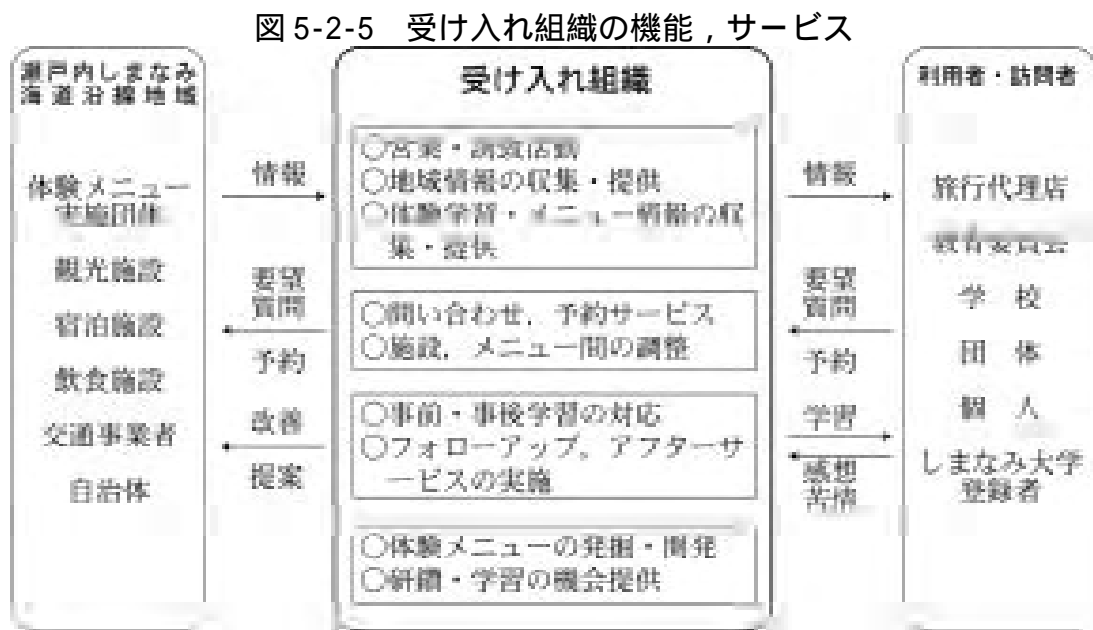 図5-2-5 受け入れ組織の機能，サービス
瀬戸内しまなみ
海道沿線地域
体験メニュー
実施団体
観光施設
宿泊施設
飲食施設
交通事業者
自治体
情報
要望
質問
予約
改善
提案
受け入れ組織
○営業・誘致活動
○地域情報の収集・提供
○体験学習・メニュー情報の収
集・提供
○問い合わせ、予約サービス
○施設、メニュー間の調整
○事前・事後学習の対応
○フォローアップ、アフターサ
ービスの実施
○体験メニューの発掘・開発
○研鑽・学習の機会提供
情報
要望
質問
予約
学習
感想
苦情
利用者・訪問者
旅行代理店
教育委員会
学校
団体
個人
しまなみ大学
登録者